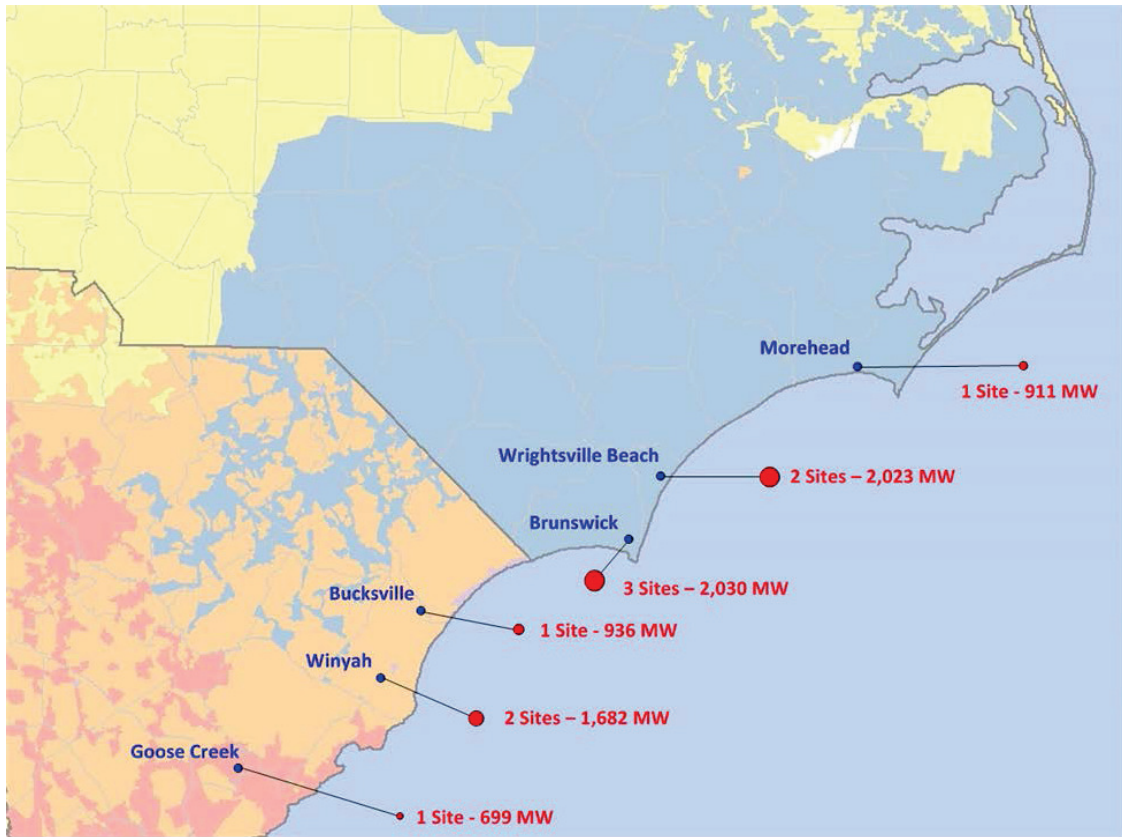 Morehead
1 Site - 911 MW
Wrightsville Beach
2 Sites – 2,023 MW
Brunswick
3 Sites – 2,030 MW
Bucksville
1 Site - 936 MW
Winyah
2 Sites – 1,682 MW
Goose Creek
1 Site - 699 MW